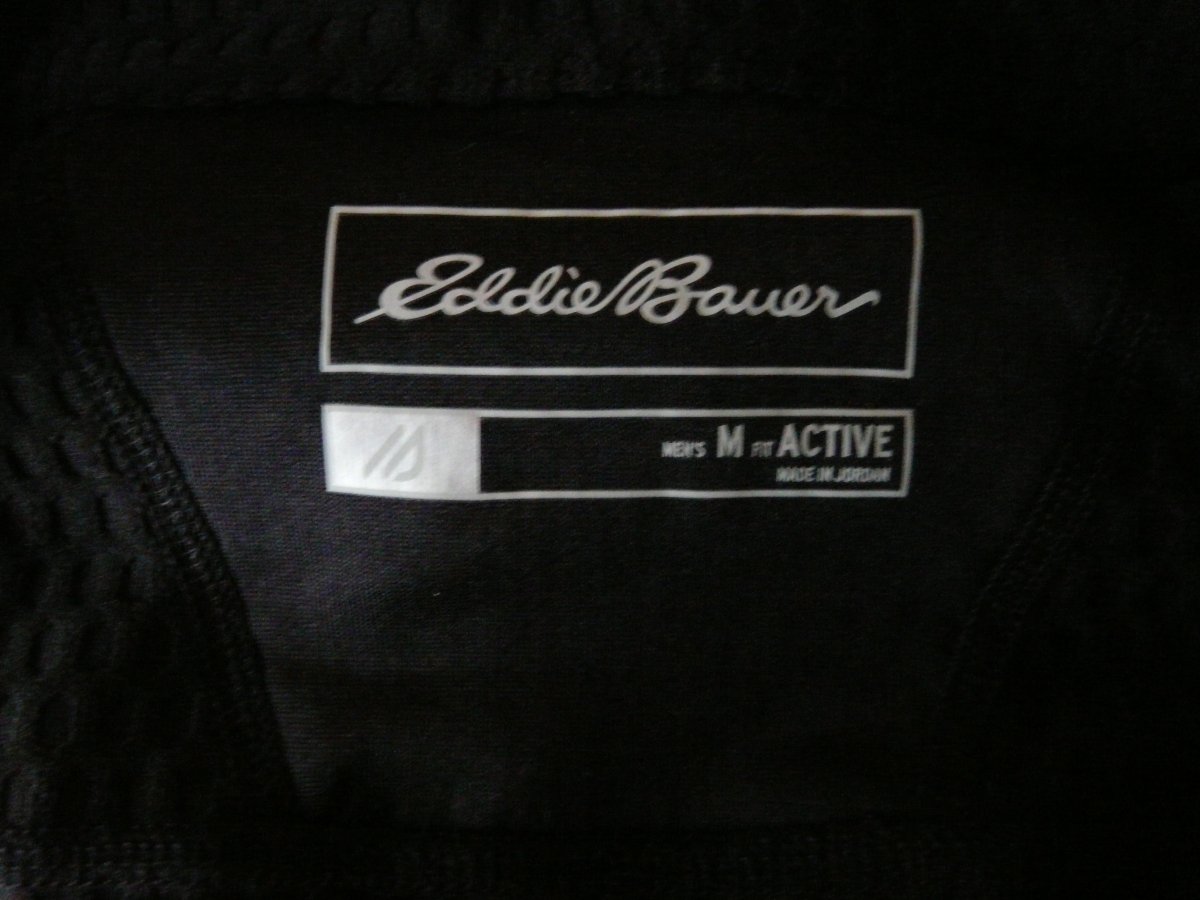 Eddie Bauer
MEN'S M FIT ACTIVE
MADE IN JORDAN